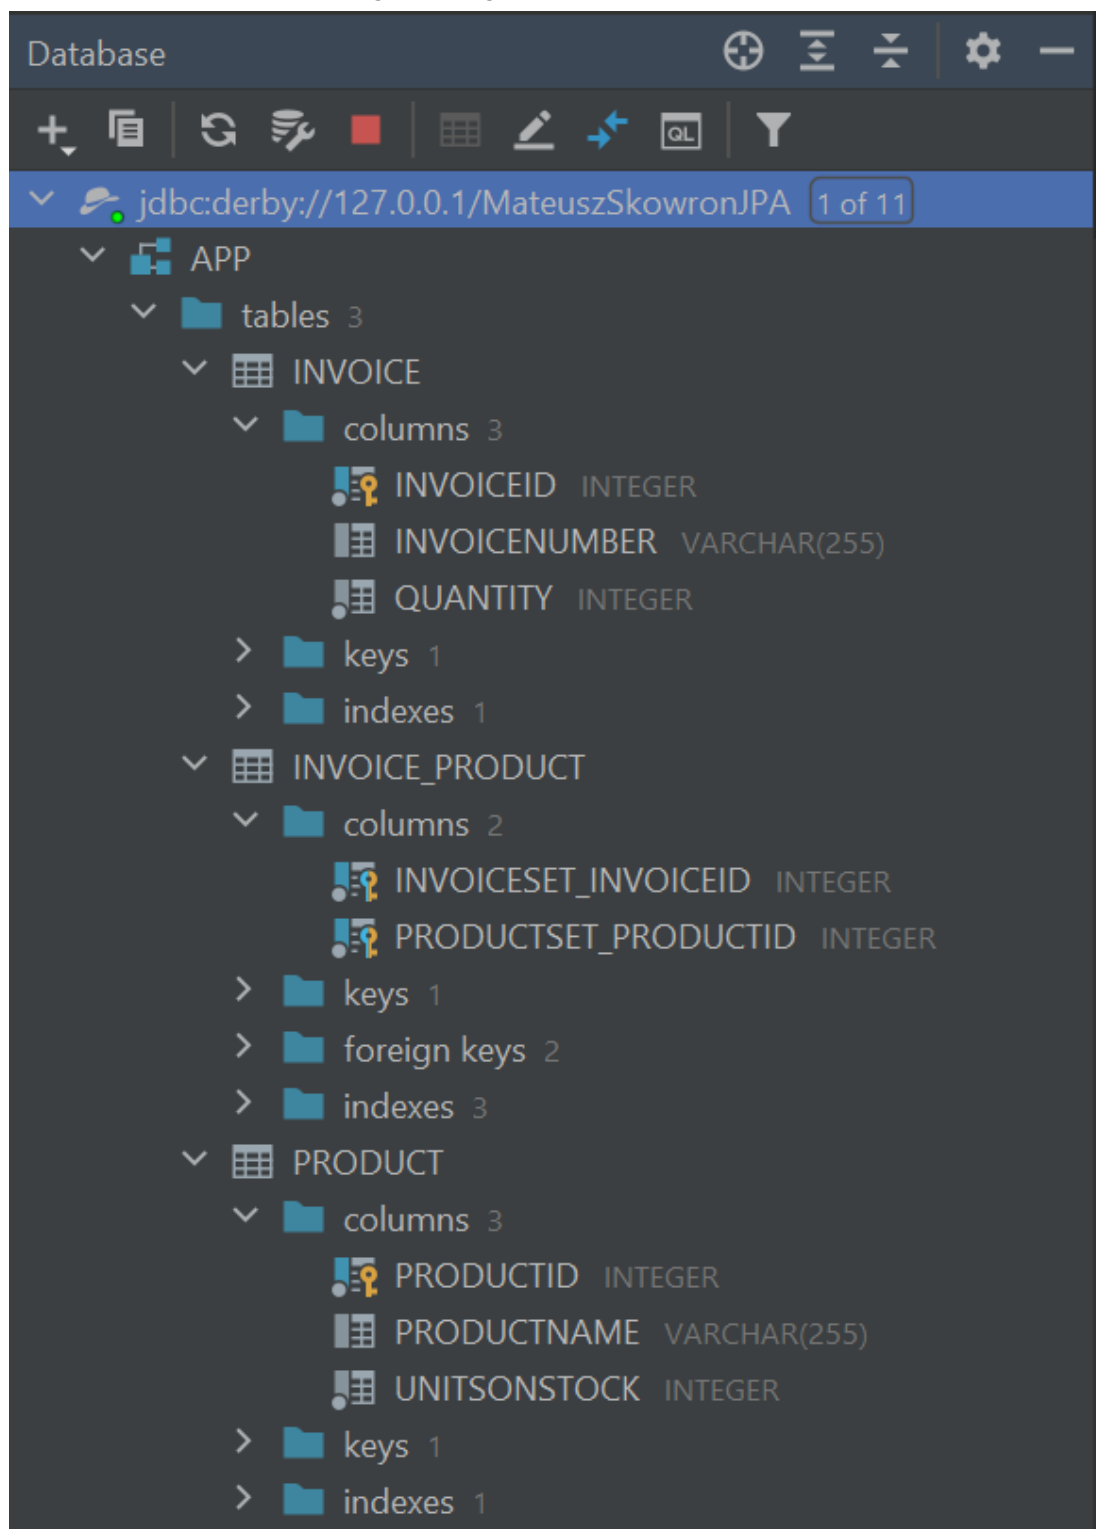 Database
QL
jdbc:derby://127.0.0.1/MateuszSkowronJPA 1 of 11
APP
tables 3
INVOICE
columns 3
INVOICEID INTEGER
INVOICENUMBER VARCHAR(255)
QUANTITY INTEGER
keys 1
indexes 1
INVOICE_PRODUCT
columns 2
INVOICESET_INVOICEID INTEGER
PRODUCTSET_PRODUCTID INTEGER
keys 1
foreign keys 2
indexes 3
PRODUCT
columns 3
PRODUCTID INTEGER
PRODUCTNAME VARCHAR(255)
UNITSONSTOCK INTEGER
keys 1
indexes 1